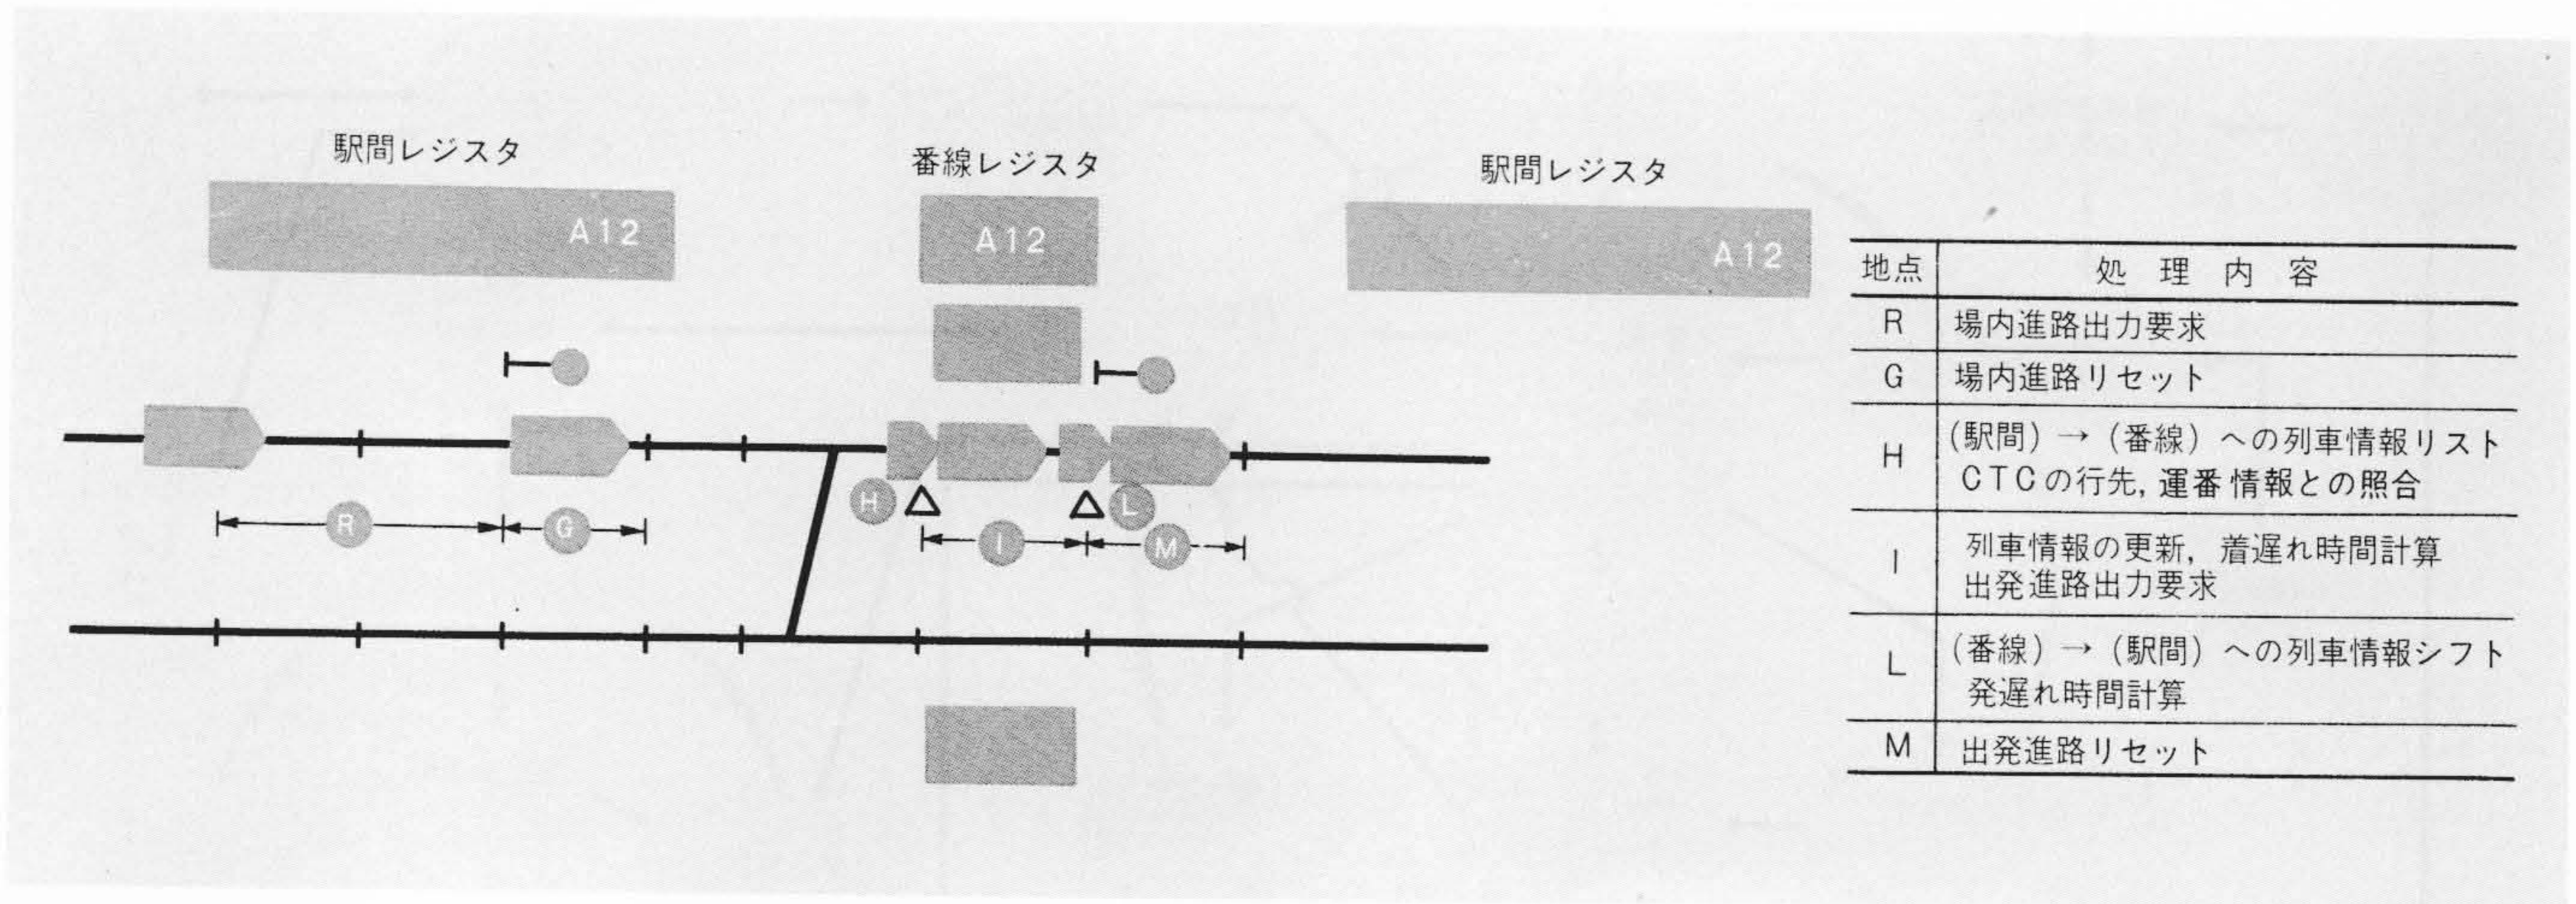 駅間レジスタ
番線レジスタ
駅間レジスタ
A12
A12
A12
H
L
R
G
I
M
地点 処理内容
R 場内進路出力要求
G 場内進路リセット
H (駅間)→(番線)への列車情報リスト
CTCの行先,運番情報との照合
I 列車情報の更新,着遅れ時間計算
出発進路出力要求
L (番線)→(駅間)への列車情報シフト
発遅れ時間計算
M 出発進路リセット